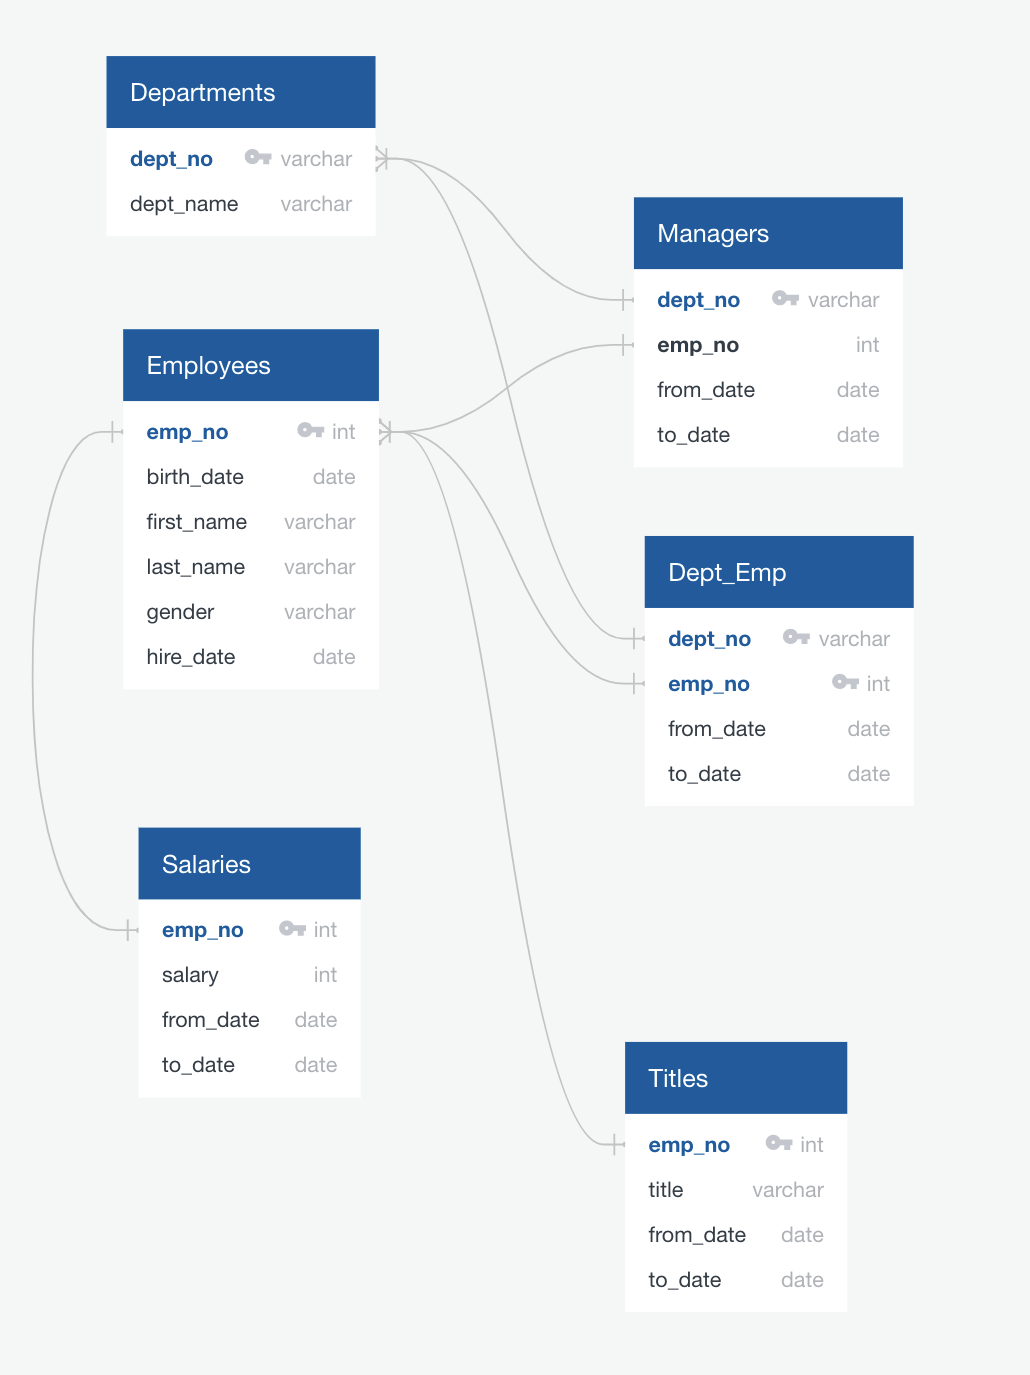 Departments
dept_no varchar
dept_name varchar
Managers
dept_no varchar
emp_no int
from_date date
to_date date
Employees
emp_no int
birth_date date
first_name varchar
last_name varchar
gender varchar
hire_date date
Dept_Emp
dept_no varchar
emp_no int
from_date date
to_date date
Salaries
emp_no int
salary int
from_date date
to_date date
Titles
emp_no int
title varchar
from_date date
to_date date